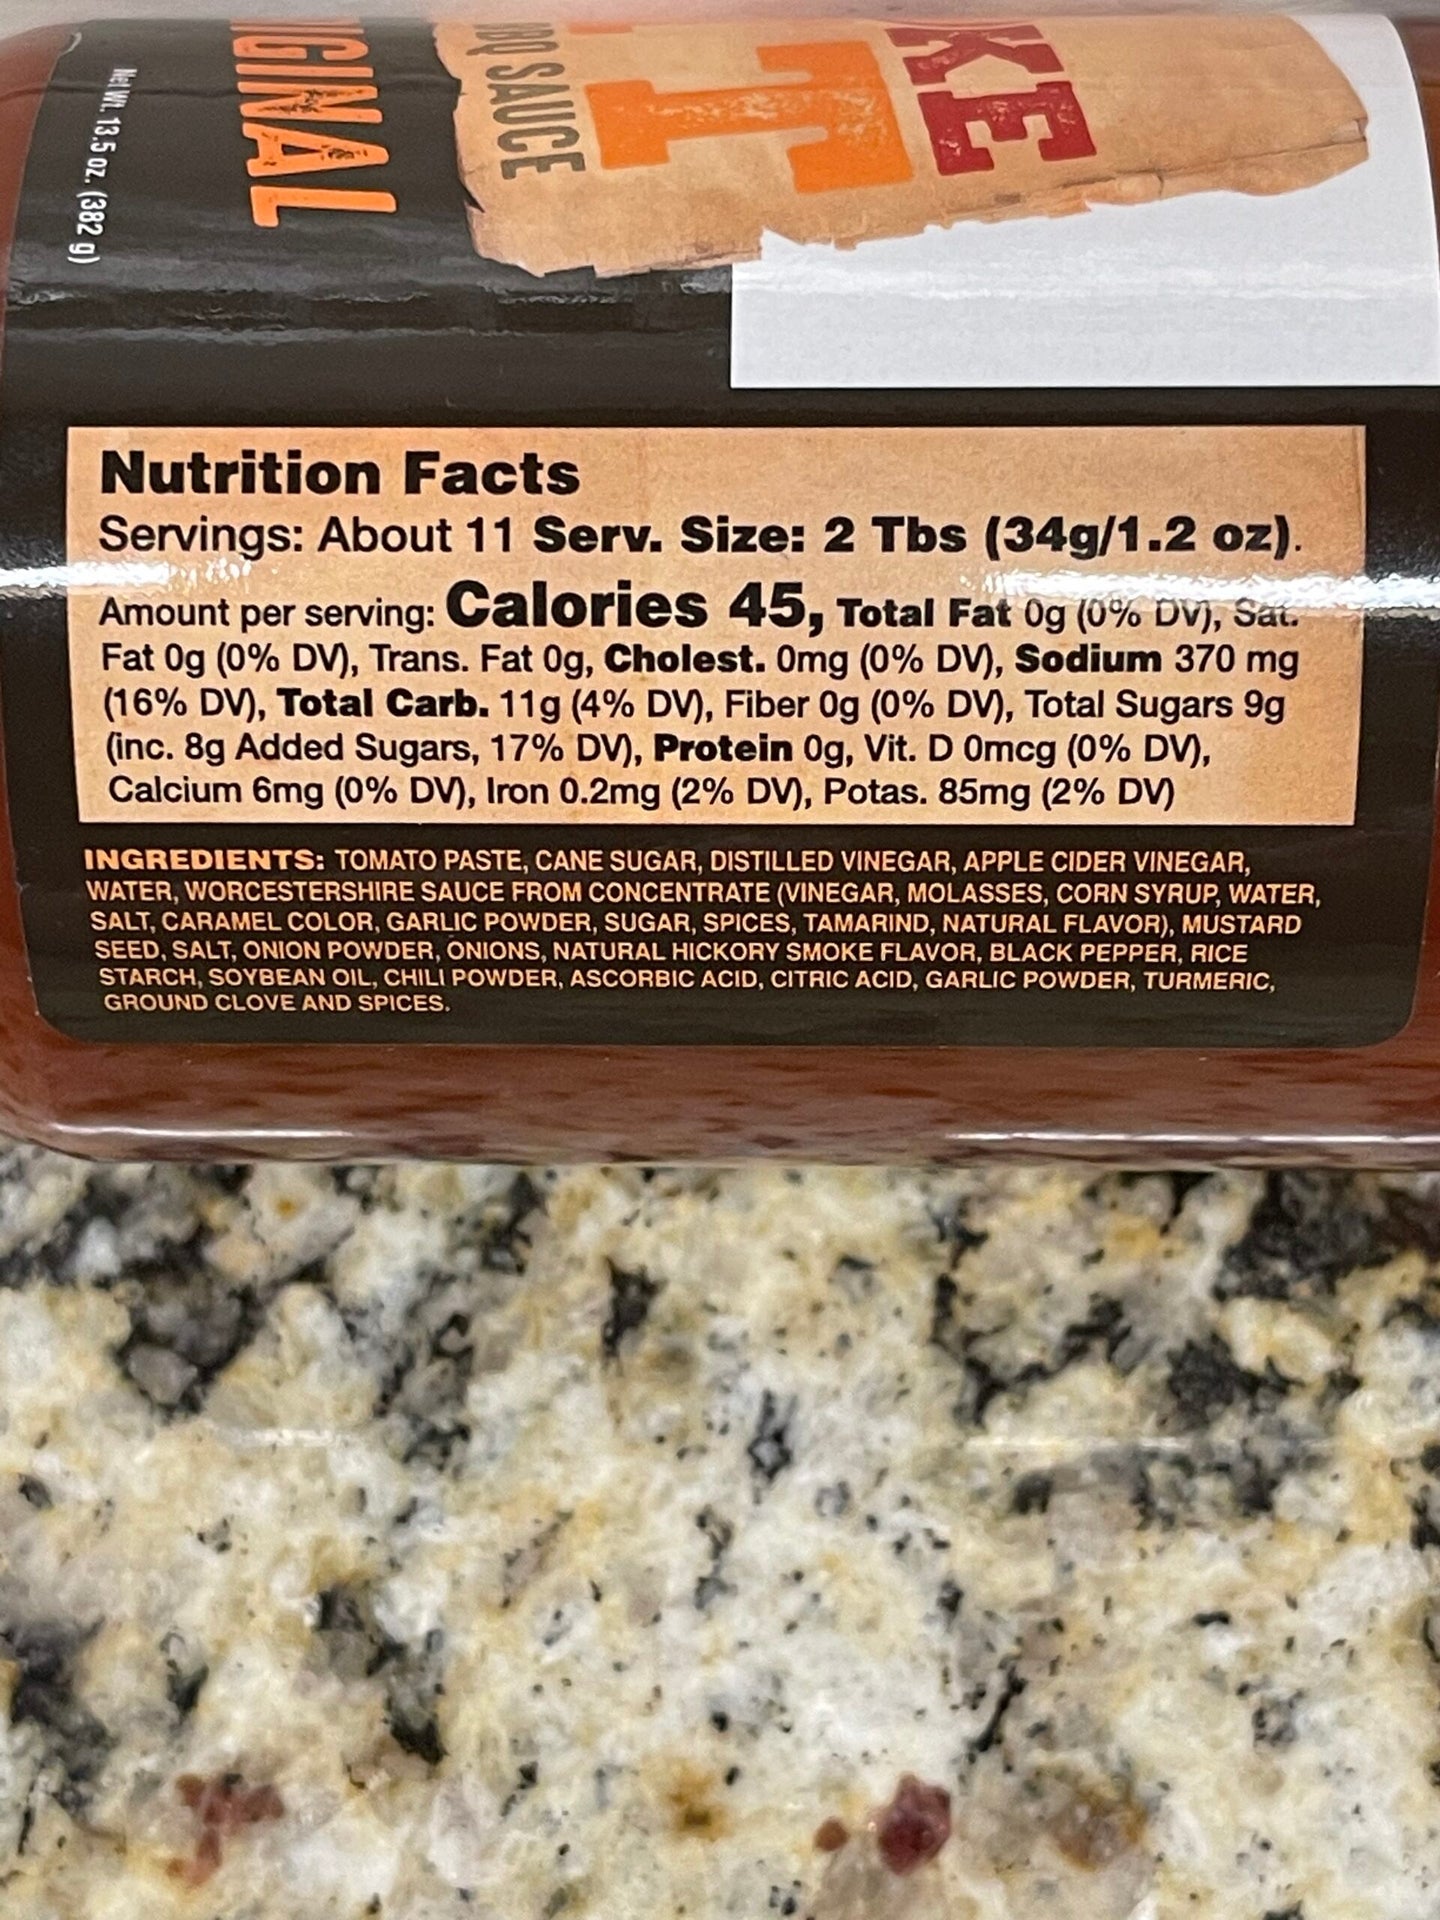 KE
T
BBQ SAUCE
IGINAL
Net Wt. 13.5 oz. (382 g)
Nutrition Facts
Servings: About 11 Serv. Size: 2 Tbs (34g/1.2 oz).
Amount per serving: Calories 45, Total Fat 0g (0% DV), Sat.
Fat 0g (0% DV), Trans. Fat 0g, Cholest. 0mg (0% DV), Sodium 370 mg
(16% DV), Total Carb. 11g (4% DV), Fiber 0g (0% DV), Total Sugars 9g
(inc. 8g Added Sugars, 17% DV), Protein 0g, Vit. D 0mcg (0% DV),
Calcium 6mg (0% DV), Iron 0.2mg (2% DV), Potas. 85mg (2% DV)
INGREDIENTS: TOMATO PASTE, CANE SUGAR, DISTILLED VINEGAR, APPLE CIDER VINEGAR,
WATER, WORCESTERSHIRE SAUCE FROM CONCENTRATE (VINEGAR, MOLASSES, CORN SYRUP, WATER,
SALT, CARAMEL COLOR, GARLIC POWDER, SUGAR, SPICES, TAMARIND, NATURAL FLAVOR), MUSTARD
SEED, SALT, ONION POWDER, ONIONS, NATURAL HICKORY SMOKE FLAVOR, BLACK PEPPER, RICE
STARCH, SOYBEAN OIL, CHILI POWDER, ASCORBIC ACID, CITRIC ACID, GARLIC POWDER, TURMERIC,
GROUND CLOVE AND SPICES.